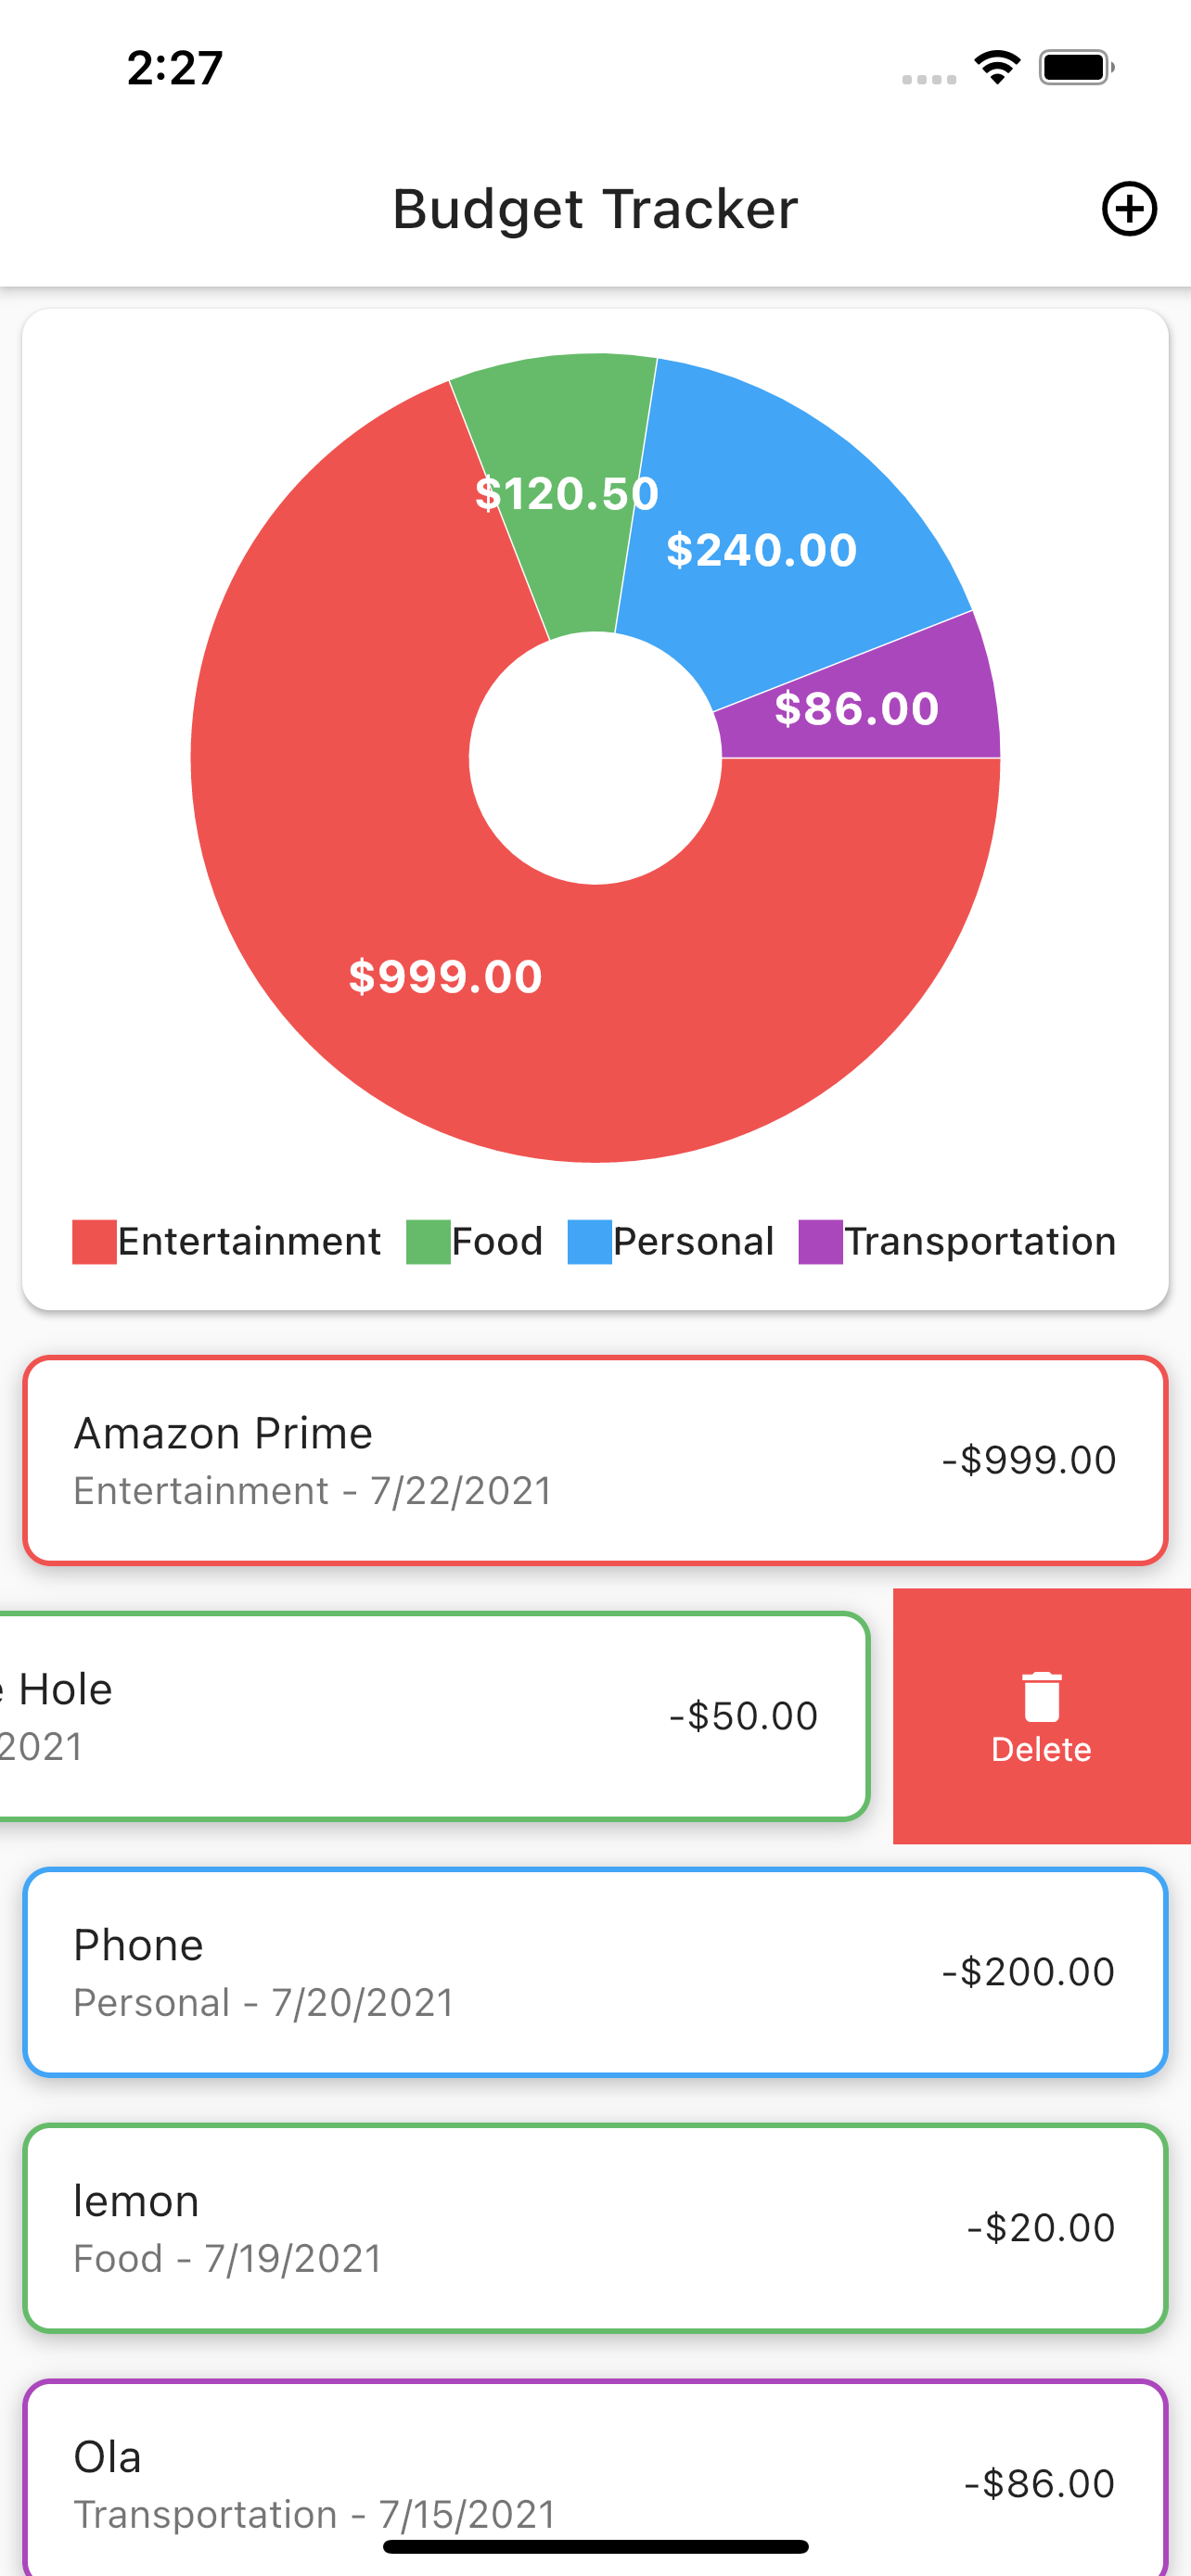 2:27
Budget Tracker
$120.50
$240.00
$86.00
$999.00
Entertainment Food Personal Transportation
Amazon Prime
Entertainment - 7/22/2021
-$999.00
e Hole
2021
-$50.00
Delete
Phone
Personal - 7/20/2021
-$200.00
lemon
Food - 7/19/2021
-$20.00
Ola
Transportation - 7/15/2021
-$86.00